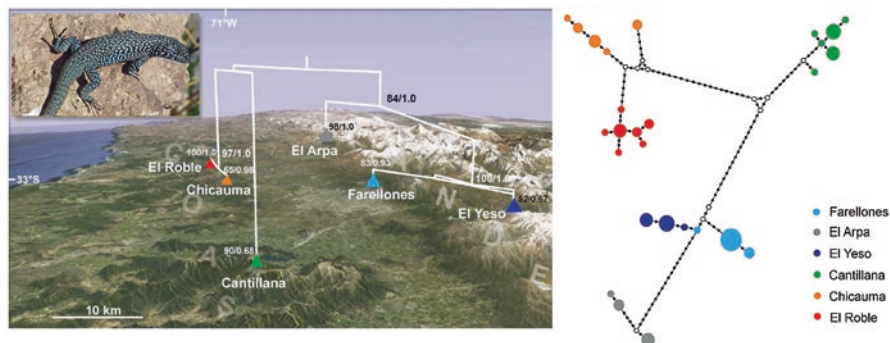 71°W
84/1.0
98/1.0
El Arpa
100/1.0
97/1.0
El Roble
65/0.98
Chicauma
83/0.93
100/1.0
33°S
Farellones
52/0.67
El Yeso
90/0.68
Cantillana
C O A S T
A N D E
10 km
Farellones
El Arpa
El Yeso
Cantillana
Chicauma
El Roble